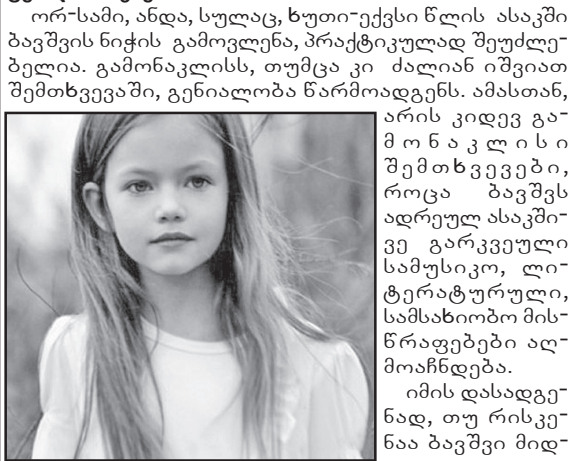 ორ-სამი, ანდა, სულაც, ხუთი-ექვსი წლის ასაკში
ბავშვის ნიჭის გამოვლენა, პრაქტიკულად შეუძლე-
ბელია. გამონაკლისს, თუმცა კი ძალიან იშვიათ
შემთხვევაში, გენიალობა წარმოადგენს. ამასთან,
არის კიდევ გა-
მონაკლისი
შემთხვევები,
როცა ბავშვს
ადრეულ ასაკში-
ვე გარკვეული
სამუსიკო, ლი-
ტერატურული,
სამსახიობო მის-
წრაფებები აღ-
მოაჩნდება.
იმის დასადგე-
ნად, თუ რისკე-
ნაა ბავშვი მიდ-